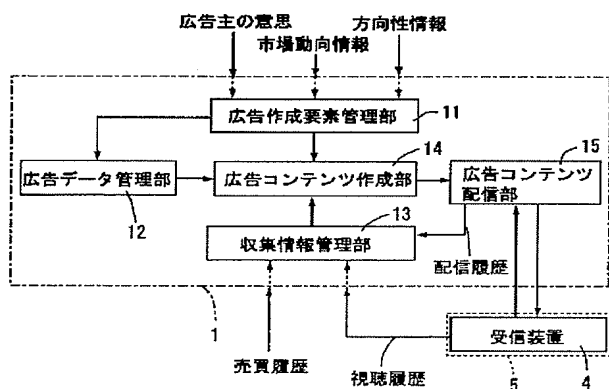 広告主の意思
市場動向情報
方向性情報
広告作成要素管理部
11
14
15
広告データ管理部
12
広告コンテンツ作成部
広告コンテンツ
配信部
13
収集情報管理部
配信履歴
1
売買履歴
視聴履歴
受信装置
4
5